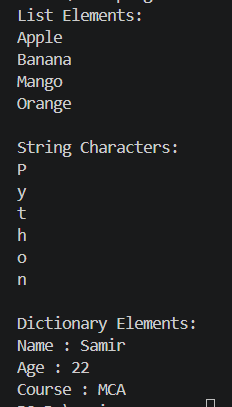 List Elements:
Apple
Banana
Mango
Orange

String Characters:
P
y
t
h
o
n

Dictionary Elements:
Name : Samir
Age : 22
Course : MCA